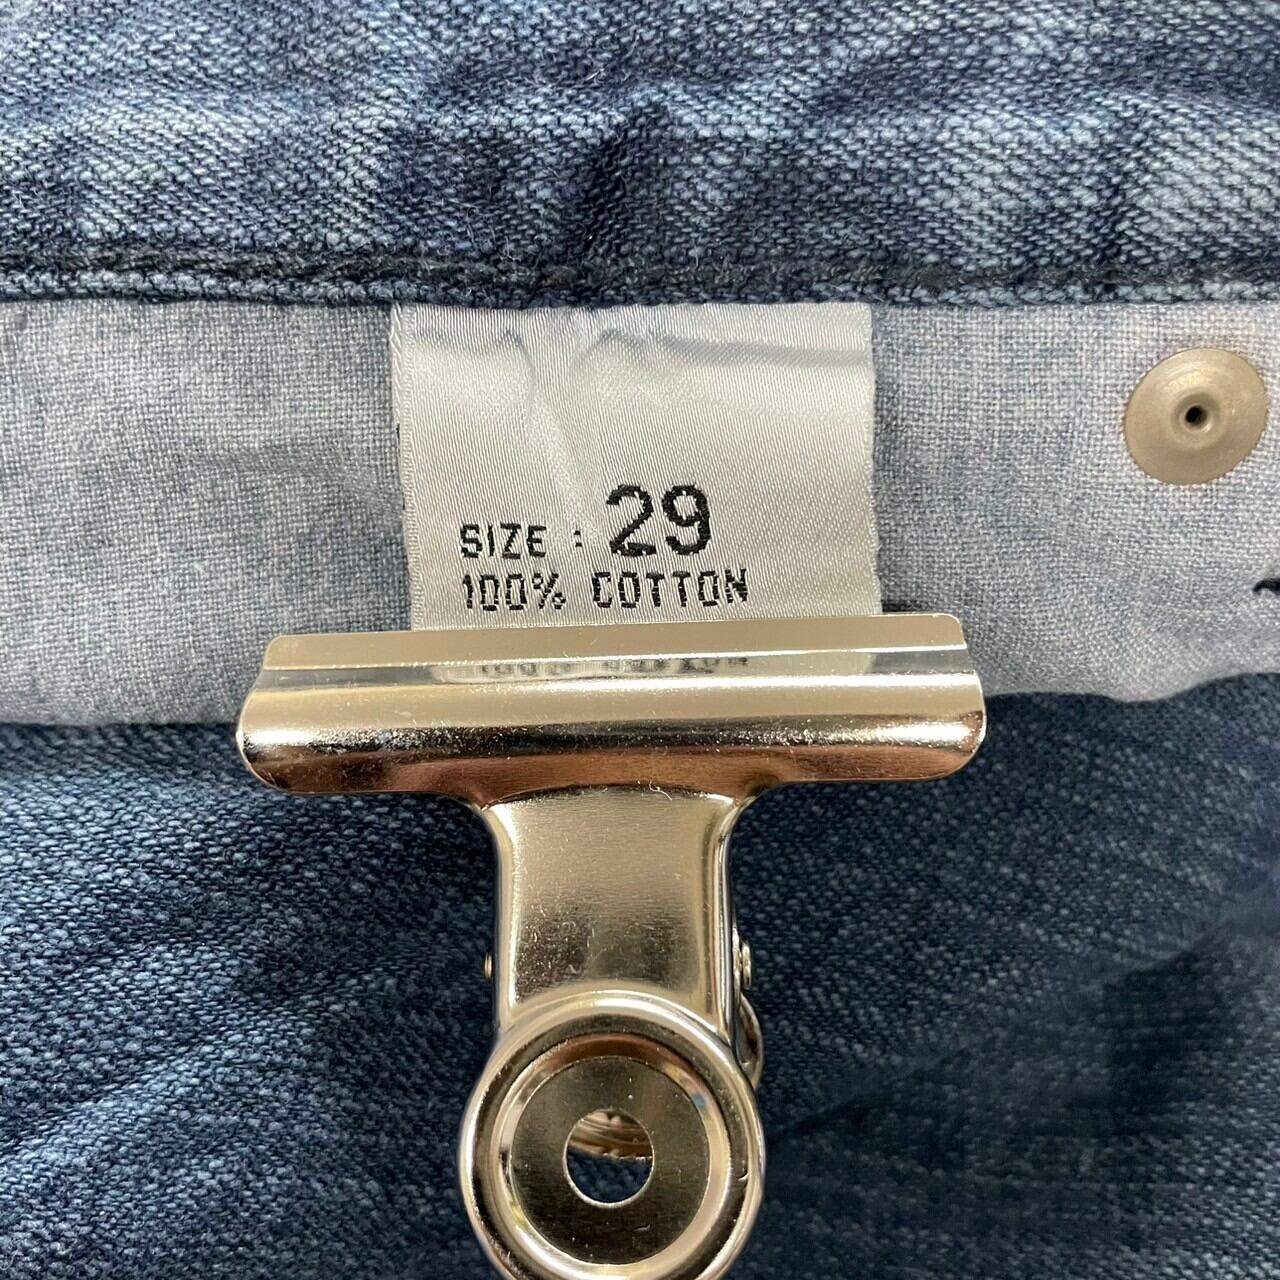 SIZE : 29
100% COTTON